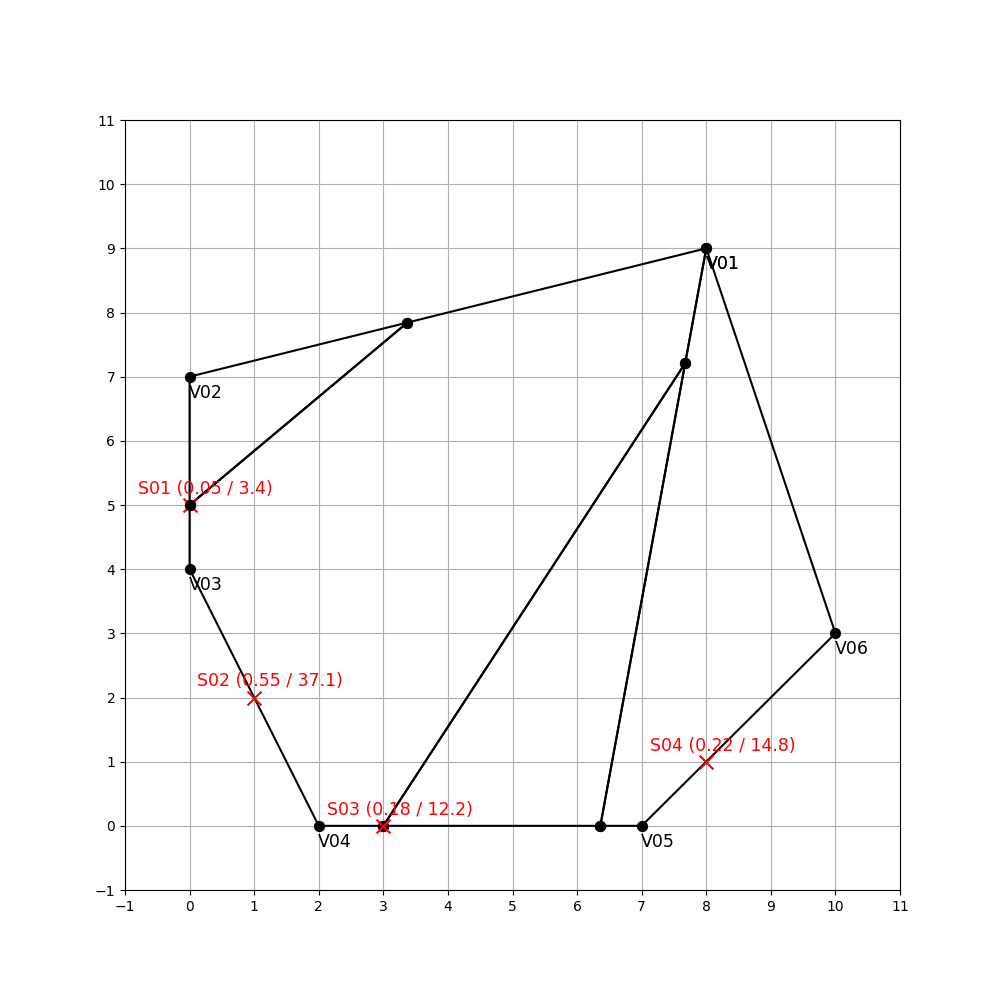 11
10
9
8
7
6
5
4
3
2
1
0
−1
−1 0 1 2 3 4 5 6 7 8 9 10 11
V01
V02
S01 (0.05 / 3.4)
V03
V06
S02 (0.55 / 37.1)
S04 (0.22 / 14.8)
S03 (0.18 / 12.2)
V04
V05